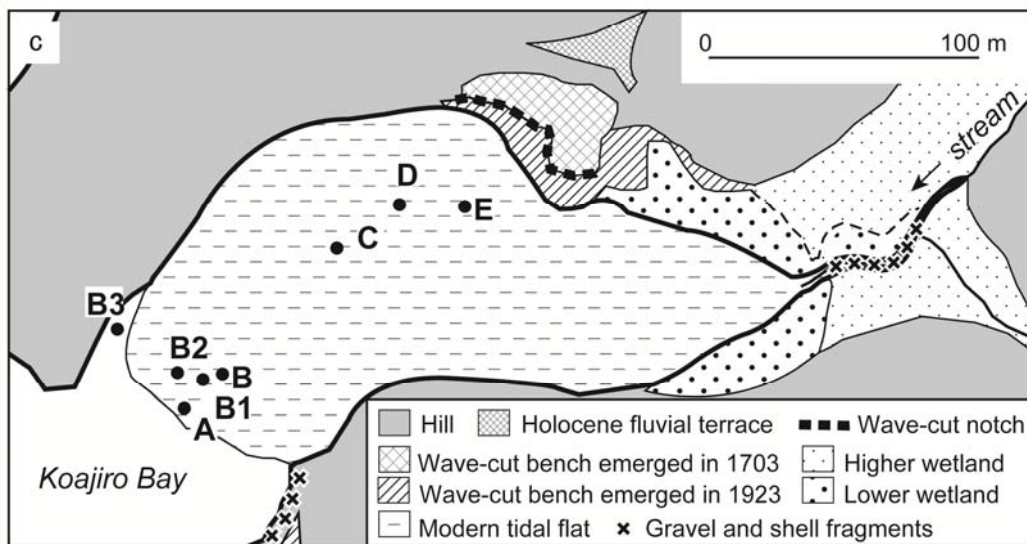 c
0 100 m
stream
D
E
C
B3
B2
B
B1
A
Koajiro Bay
Hill Holocene fluvial terrace Wave-cut notch
Wave-cut bench emerged in 1703 Higher wetland
Wave-cut bench emerged in 1923 Lower wetland
Modern tidal flat Gravel and shell fragments